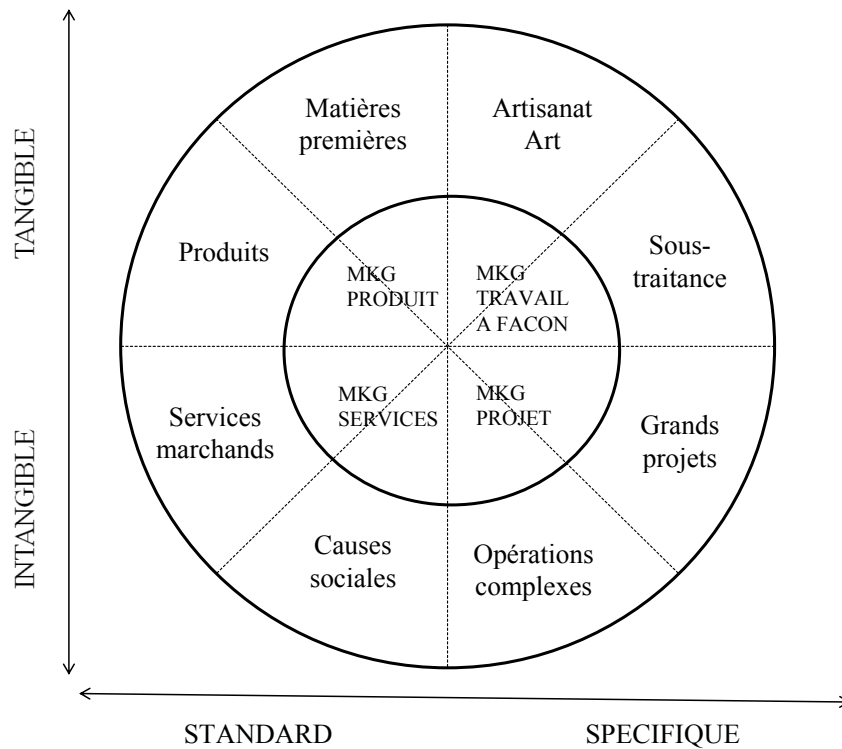 TANGIBLE
INTANGIBLE
Matières
premières
Artisanat
Art
Produits
Sous-
traitance
MKG
PRODUIT
MKG
TRAVAIL
A FACON
MKG
SERVICES
MKG
PROJET
Services
marchands
Grands
projets
Causes
sociales
Opérations
complexes
STANDARD
SPECIFIQUE